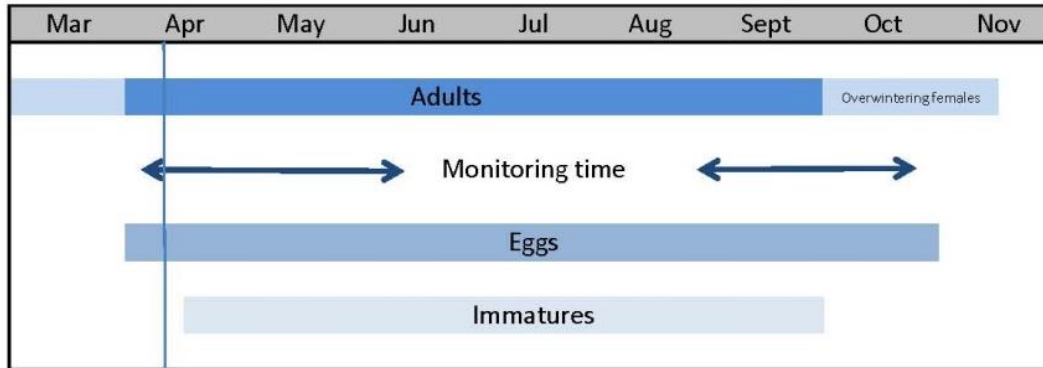 Mar Apr May Jun Jul Aug Sept Oct Nov
Adults Overwintering females
Monitoring time
Eggs
Immatures